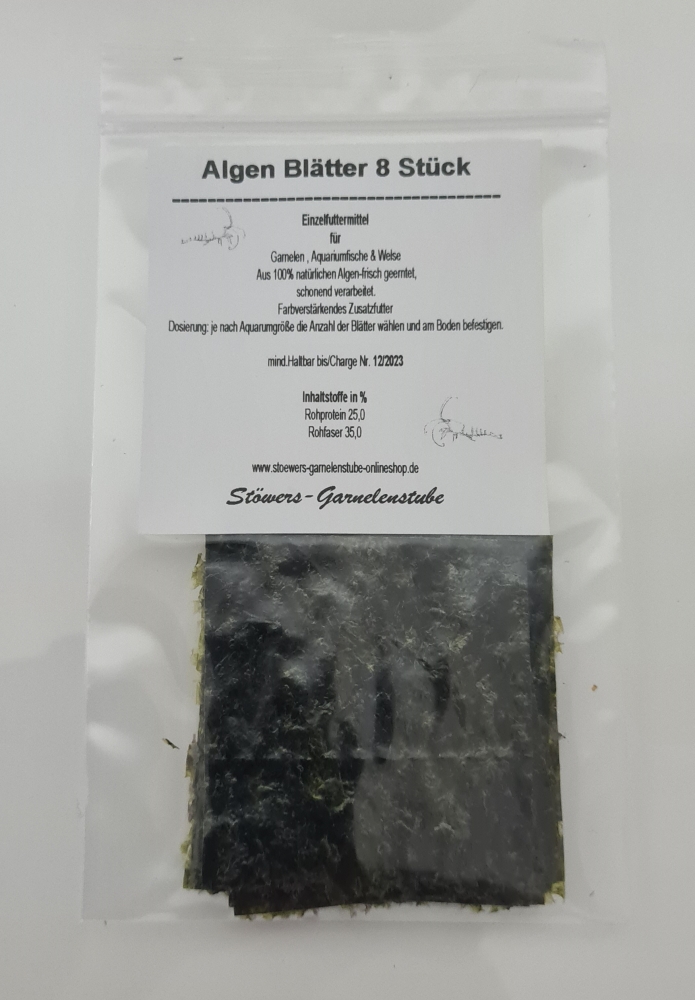 Algen Blätter 8 Stück
------------------------------------
Einzelfuttermittel
für
Garnelen , Aquariumfische & Welse
Aus 100% natürlichen Algen-frisch geerntet,
schonend verarbeitet.
Farbverstärkendes Zusatzfutter
Dosierung: je nach Aquarumgröße die Anzahl der Blätter wählen und am Boden befestigen.
mind.Haltbar bis/Charge Nr. 12/2023
Inhaltstoffe in %
Rohprotein 25,0
Rohfaser 35,0
www.stoewers-garnelenstube-onlineshop.de
Stöwers-Garnelenstube